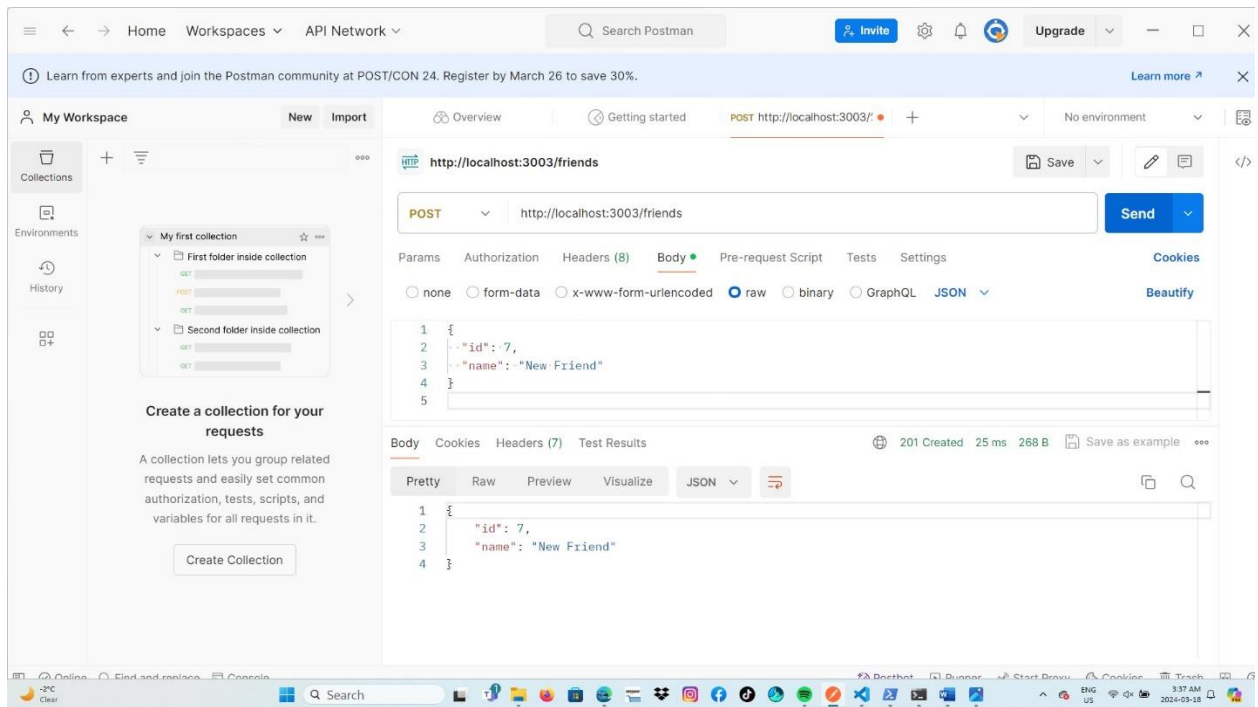 Home Workspaces API Network Search Postman Invite Upgrade
Learn from experts and join the Postman community at POST/CON 24. Register by March 26 to save 30%. Learn more
My Workspace New Import Overview Getting started POST http://localhost:3003/ No environment
Collections
Environments
History
My first collection
First folder inside collection
GET
POST
GET
Second folder inside collection
GET
GET
Create a collection for your
requests
A collection lets you group related
requests and easily set common
authorization, tests, scripts, and
variables for all requests in it.
Create Collection
HTTP http://localhost:3003/friends Save
POST http://localhost:3003/friends Send
Params Authorization Headers (8) Body Pre-request Script Tests Settings Cookies
none form-data x-www-form-urlencoded raw binary GraphQL JSON Beautify
1 {
2 "id": 7,
3 "name": "New Friend"
4 }
5
Body Cookies Headers (7) Test Results 201 Created 25 ms 268 B Save as example
Pretty Raw Preview Visualize JSON
1 {
2 "id": 7,
3 "name": "New Friend"
4 }
Online Find and replace Console Postbot Runner Start Proxy Cookies Trash
-2°C
Clear
Search
ENG
US
3:37 AM
2024-03-18